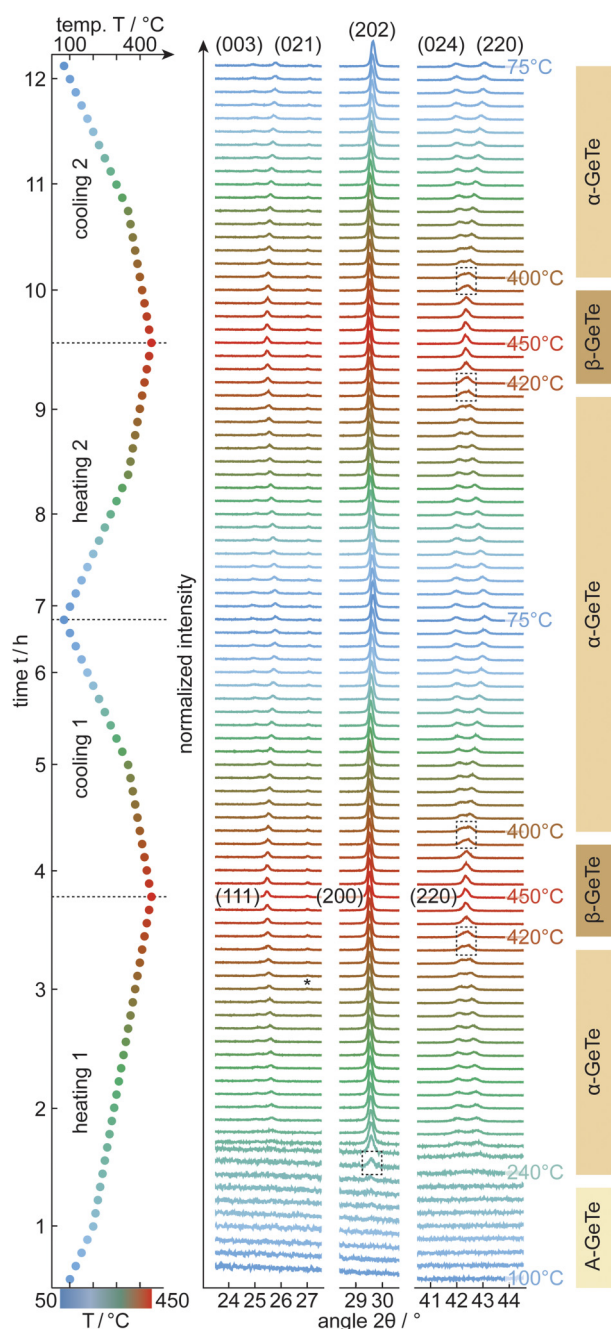 temp. T / °C
100 400
(003) (021) (202) (024) (220)
12
11
10
9
8
7
6
5
4
3
2
1
time t / h
cooling 2
heating 2
cooling 1
heating 1
normalized intensity
75°C
400°C
450°C
420°C
75°C
400°C
(111) (200) (220) 450°C
420°C
*
240°C
100°C
α-GeTe
β-GeTe
α-GeTe
β-GeTe
α-GeTe
A-GeTe
50 450
T / °C
24 25 26 27 29 30 41 42 43 44
angle 2θ / °